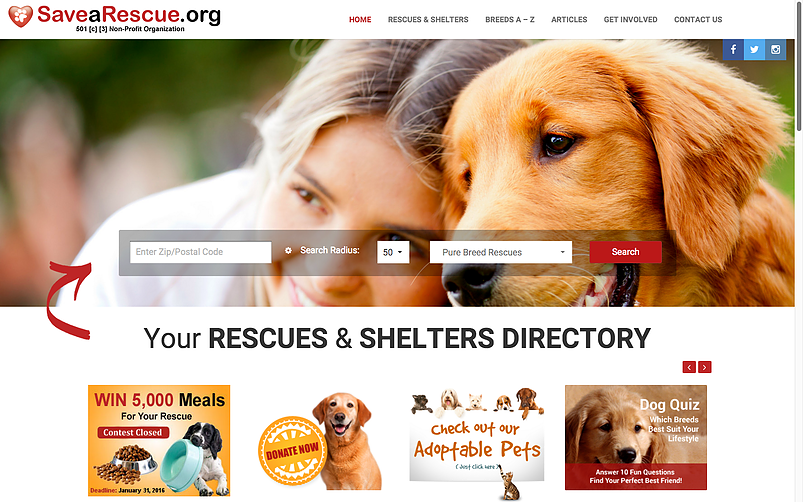 SaveaRescue.org
501 [c] [3] Non-Profit Organization
HOME RESCUES & SHELTERS BREEDS A – Z ARTICLES GET INVOLVED CONTACT US
Enter Zip/Postal Code Search Radius: 50 Pure Breed Rescues Search
Your RESCUES & SHELTERS DIRECTORY
WIN 5,000 Meals
For Your Rescue
Contest Closed
Deadline: January 31, 2016
DONATE NOW
Check out our
Adoptable Pets
(Just click here)
Dog Quiz
Which Breeds
Best Suit Your
Lifestyle
Answer 10 Fun Questions
Find Your Perfect Best Friend!